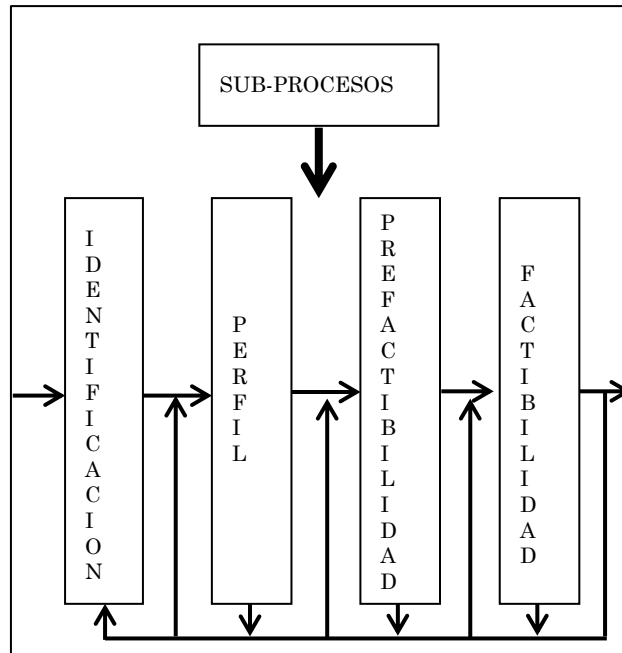 SUB-PROCESOS
IDENTIFICACION
PERFIL
PREFACTIBILIDAD
FACTIBILIDAD